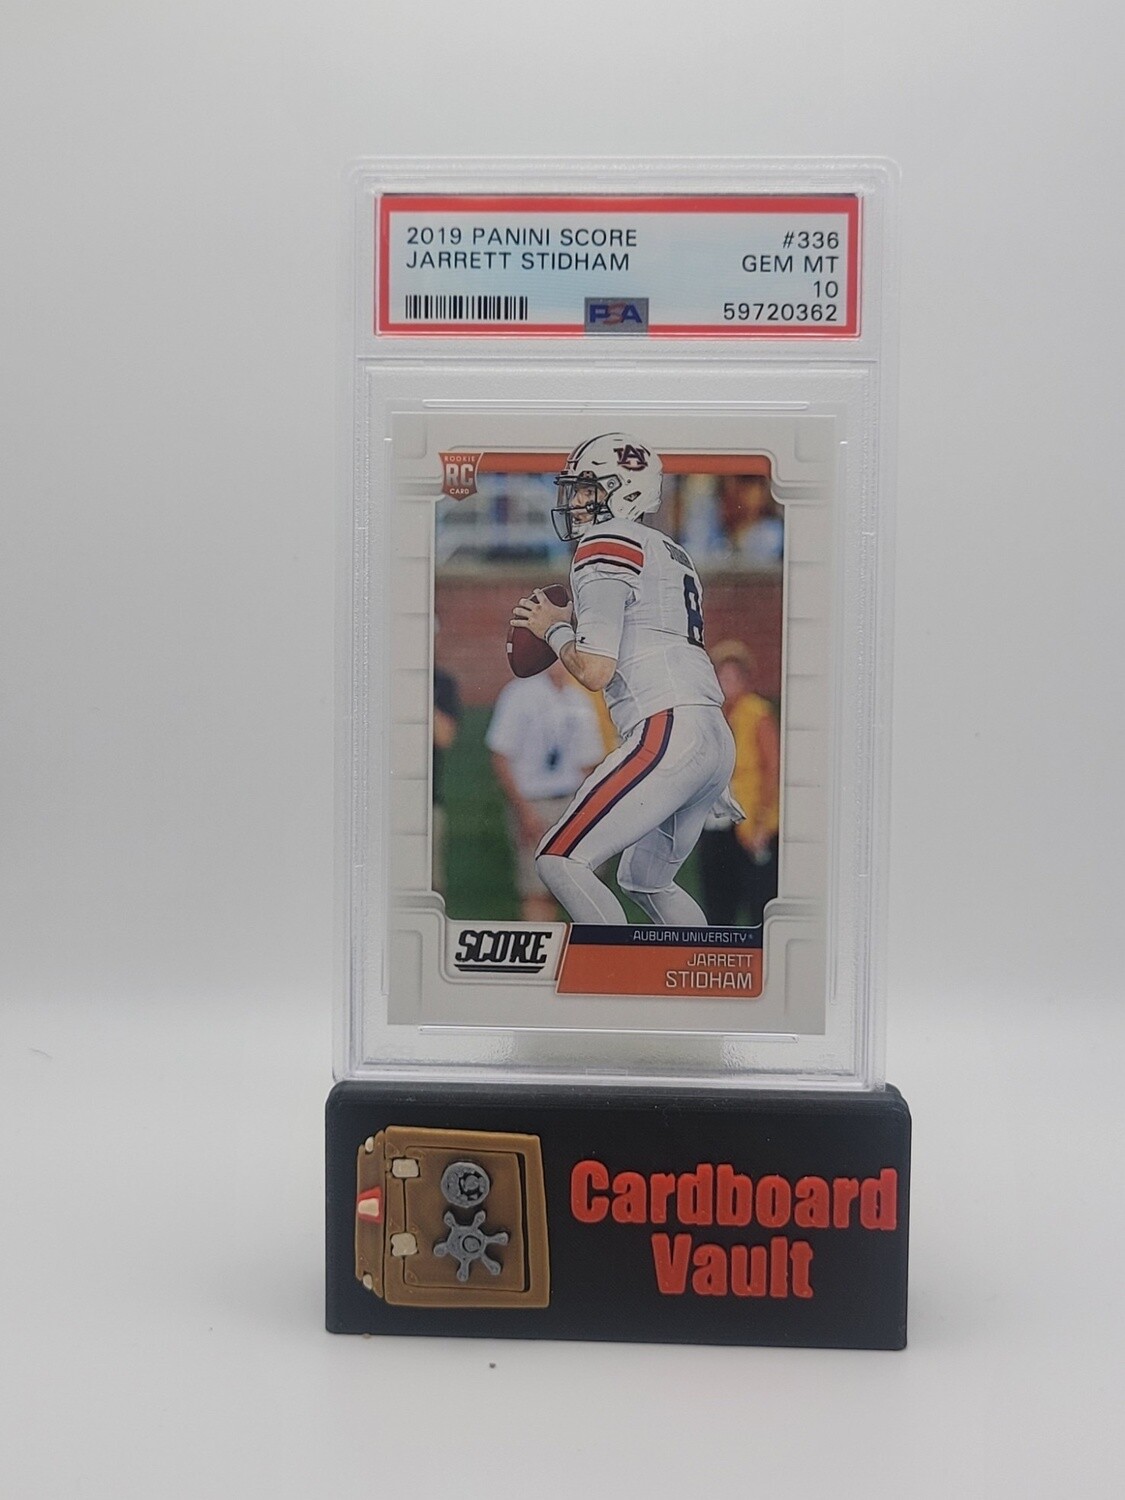 2019 PANINI SCORE #336
JARRETT STIDHAM GEM MT
10
PSA 59720362
ROOKIE
RC
CARD
8
SCORE
AUBURN UNIVERSITY®
JARRETT
STIDHAM
Cardboard
Vault